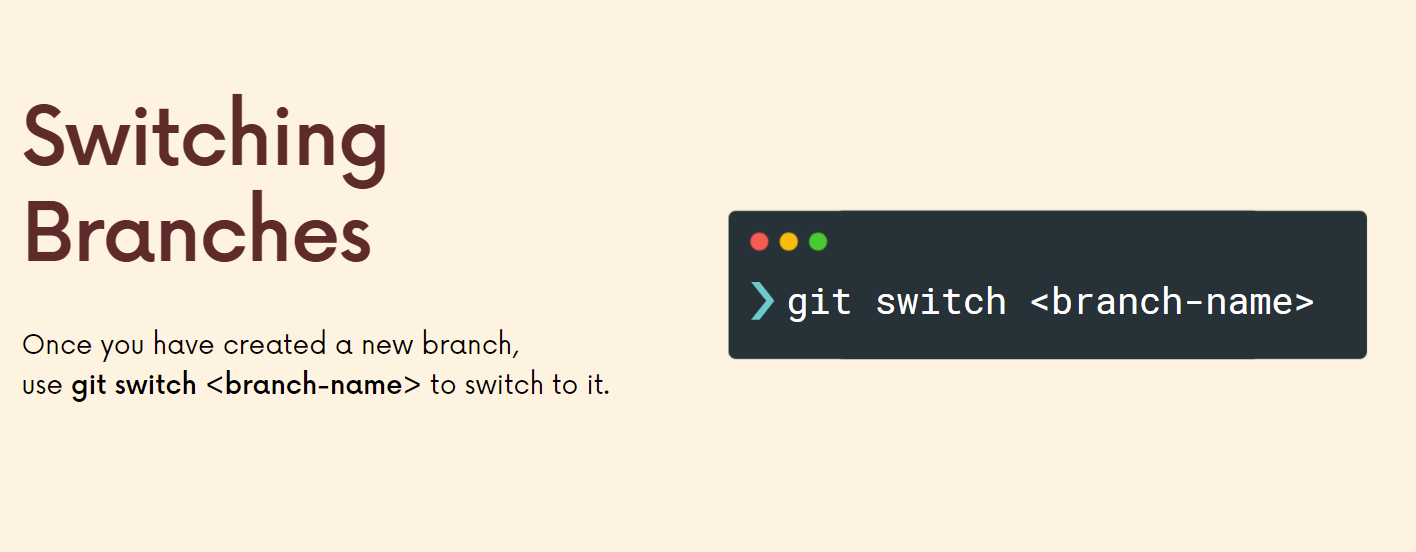 Switching
Branches
Once you have created a new branch,
use git switch <branch-name> to switch to it.
❯ git switch <branch-name>